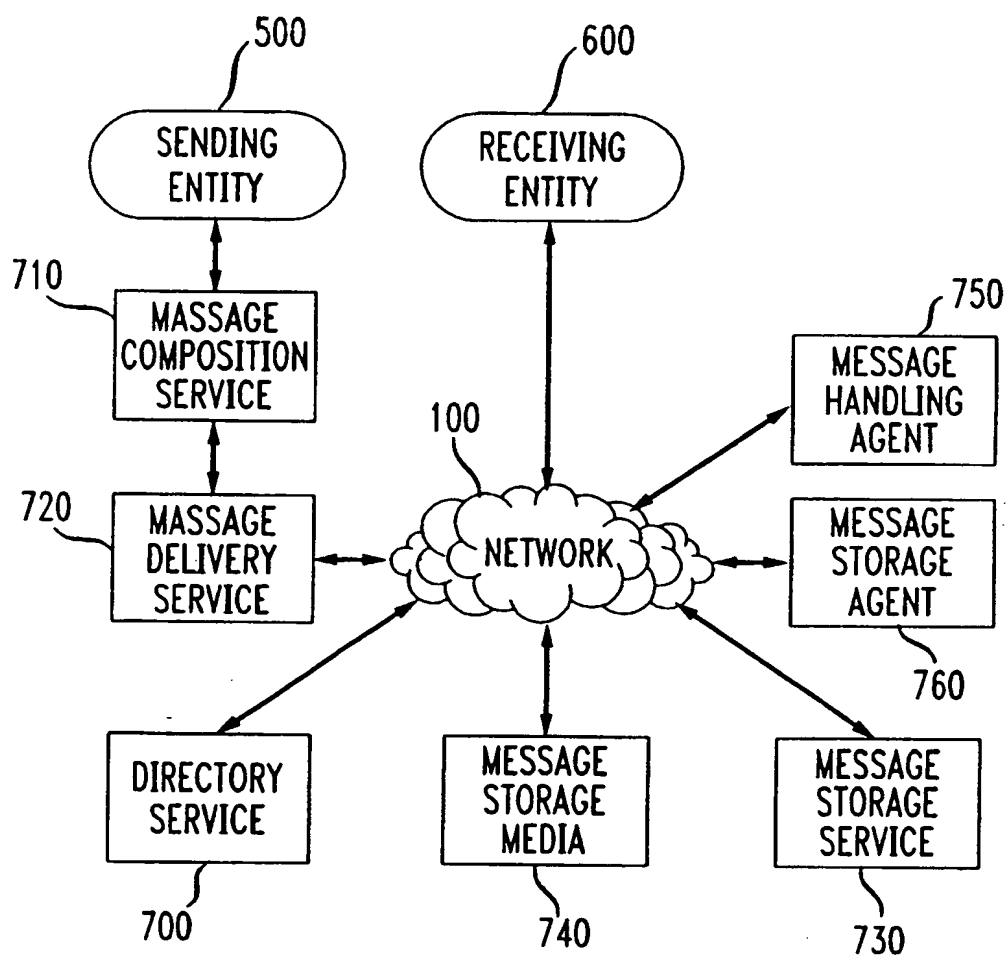 500
600
SENDING
ENTITY
RECEIVING
ENTITY
710
MASSAGE
COMPOSITION
SERVICE
750
MESSAGE
HANDLING
AGENT
100
720
MASSAGE
DELIVERY
SERVICE
NETWORK
MESSAGE
STORAGE
AGENT
760
DIRECTORY
SERVICE
MESSAGE
STORAGE
MEDIA
MESSAGE
STORAGE
SERVICE
700
740
730